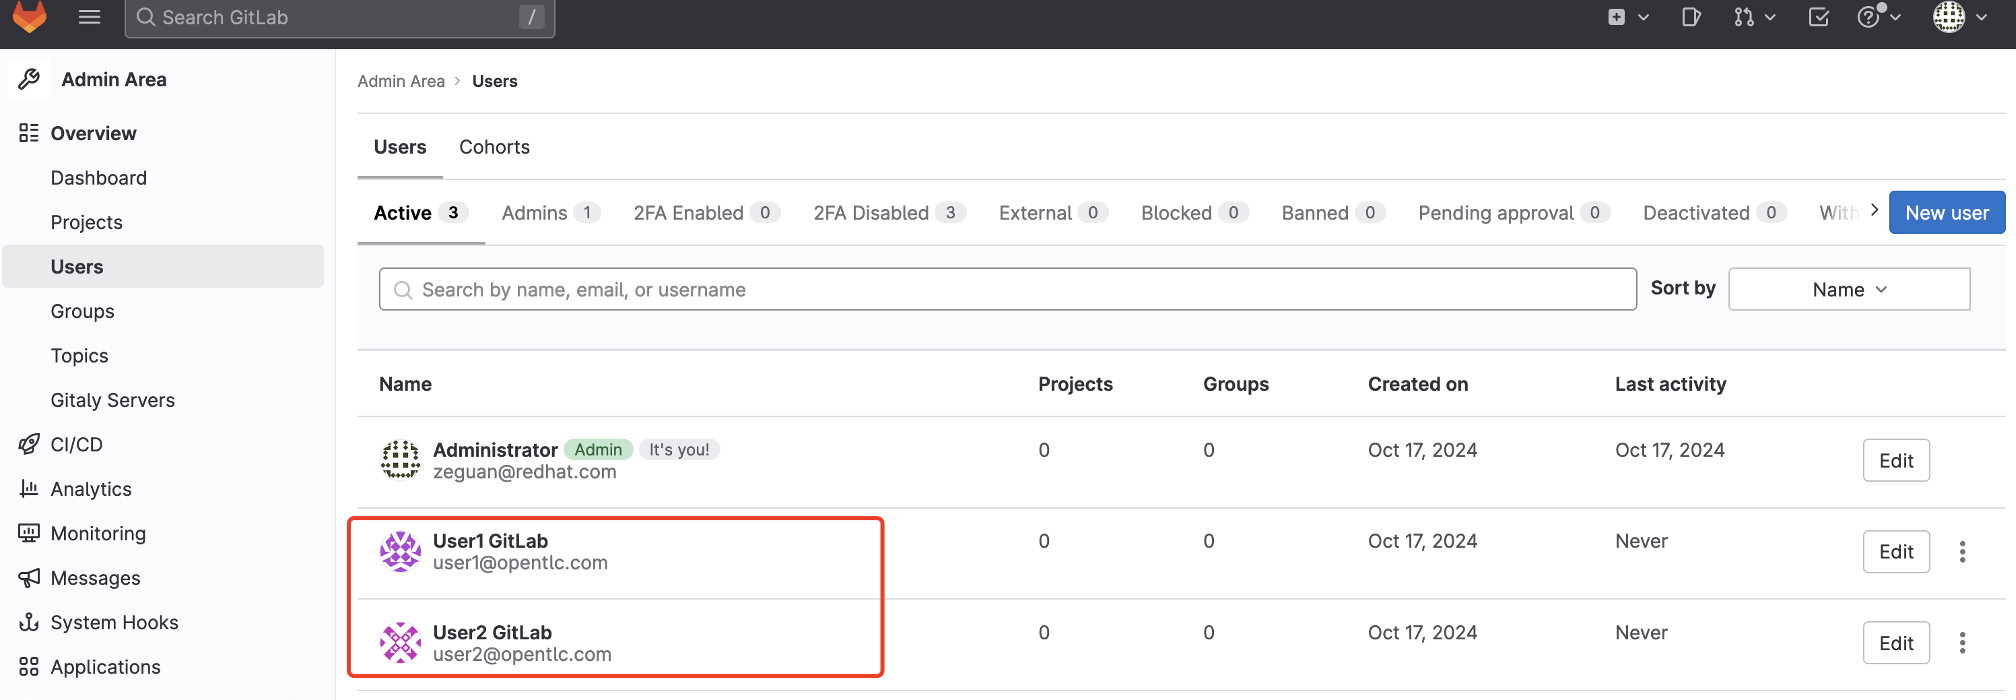 Search GitLab /
Admin Area
Overview
Dashboard
Projects
Users
Groups
Topics
Gitaly Servers
CI/CD
Analytics
Monitoring
Messages
System Hooks
Applications
Admin Area › Users
Users Cohorts
Active 3 Admins 1 2FA Enabled 0 2FA Disabled 3 External 0 Blocked 0 Banned 0 Pending approval 0 Deactivated 0 With New user
Search by name, email, or username Sort by Name
Name Projects Groups Created on Last activity
Administrator Admin It's you! 0 0 Oct 17, 2024 Oct 17, 2024 Edit
zeguan@redhat.com
User1 GitLab 0 0 Oct 17, 2024 Never Edit
user1@opentlc.com
User2 GitLab 0 0 Oct 17, 2024 Never Edit
user2@opentlc.com